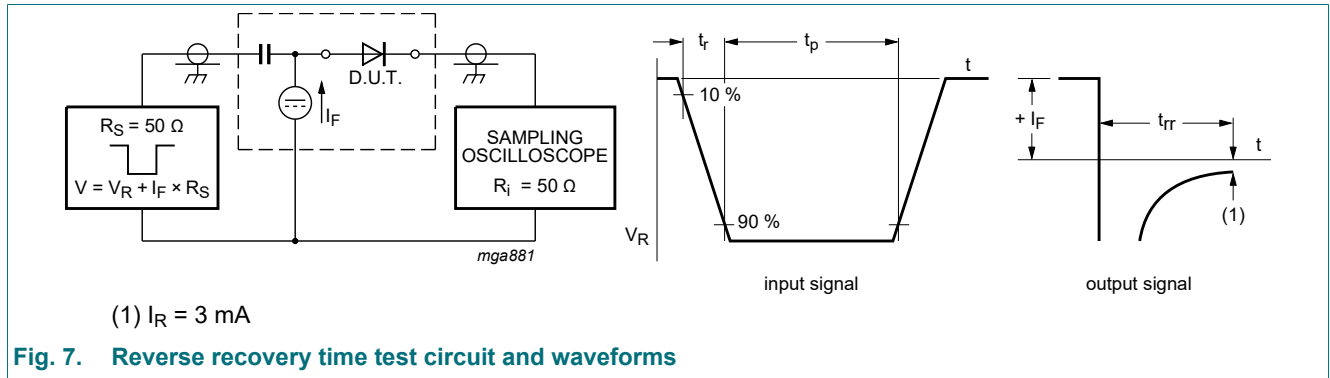 D.U.T.
I_F
R_S = 50 Ω
V = V_R + I_F × R_S
SAMPLING
OSCILLOSCOPE
R_i = 50 Ω
mga881
t_r
t_p
t
10 %
90 %
V_R
input signal
+ I_F
t_rr
t
(1)
output signal
(1) I_R = 3 mA
Fig. 7. Reverse recovery time test circuit and waveforms